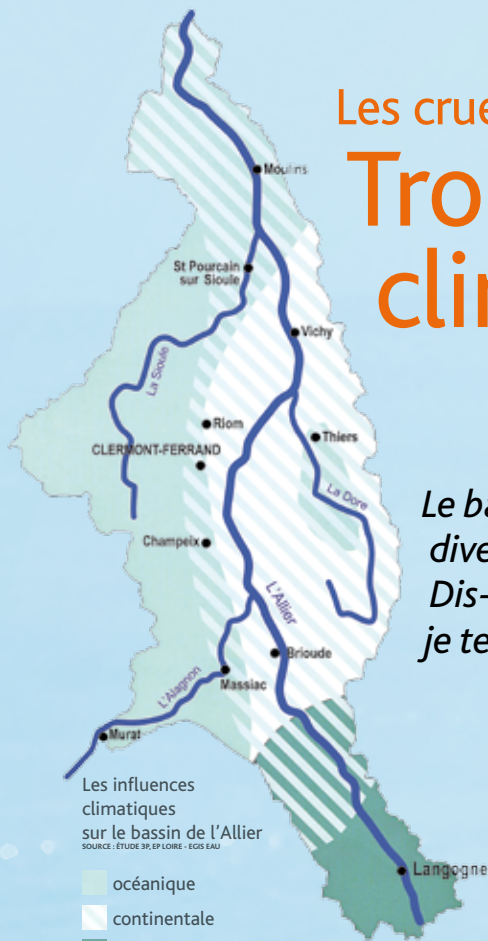 Les crue
Tro
clin
Moulins
St Pourcain
sur Sioule
Vichy
La Sioule
Riom
Thiers
CLERMONT-FERRAND
La Dore
Le ba
dive
Dis-
je te
Champeix
L'Allier
Brioude
Massiac
L'Alagnon
Murat
Langogne
Les influences
climatiques
sur le bassin de l'Allier
SOURCE : ÉTUDE 3P, EP LOIRE - EGIS EAU
océanique
continentale